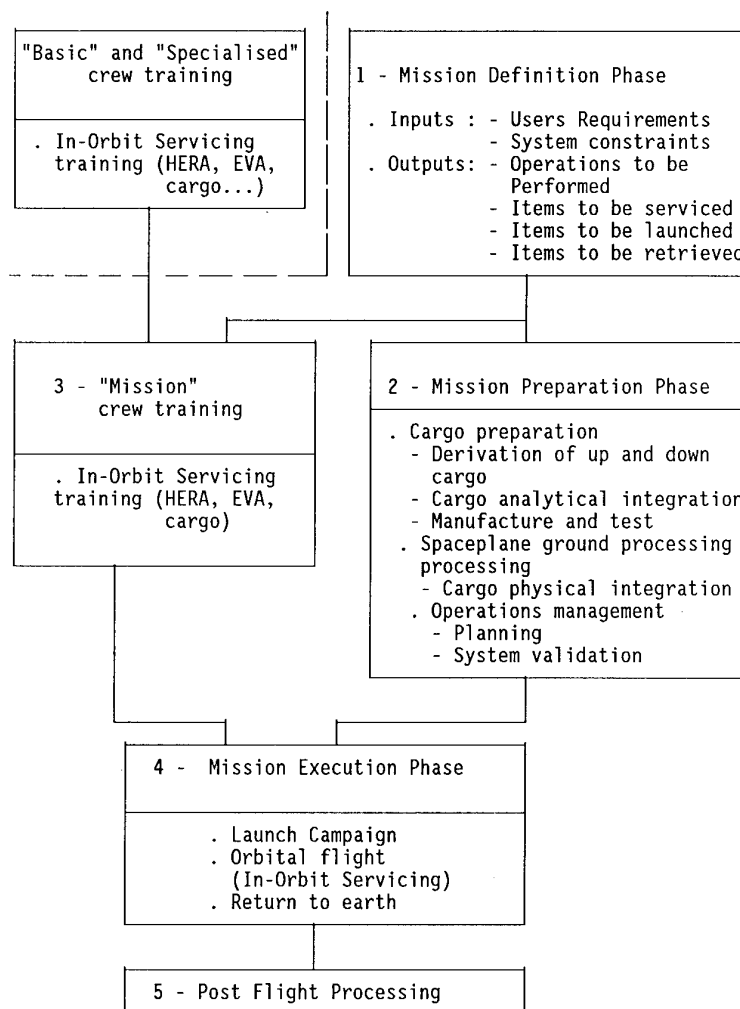 "Basic" and "Specialised"
crew training
. In-Orbit Servicing
training (HERA, EVA,
cargo...)
1 - Mission Definition Phase
. Inputs : - Users Requirements
- System constraints
. Outputs: - Operations to be
Performed
- Items to be serviced
- Items to be launched
- Items to be retrieved
3 - "Mission"
crew training
. In-Orbit Servicing
training (HERA, EVA,
cargo)
2 - Mission Preparation Phase
. Cargo preparation
- Derivation of up and down
cargo
- Cargo analytical integration
- Manufacture and test
. Spaceplane ground processing
processing
- Cargo physical integration
. Operations management
- Planning
- System validation
4 - Mission Execution Phase
. Launch Campaign
. Orbital flight
(In-Orbit Servicing)
. Return to earth
5 - Post Flight Processing